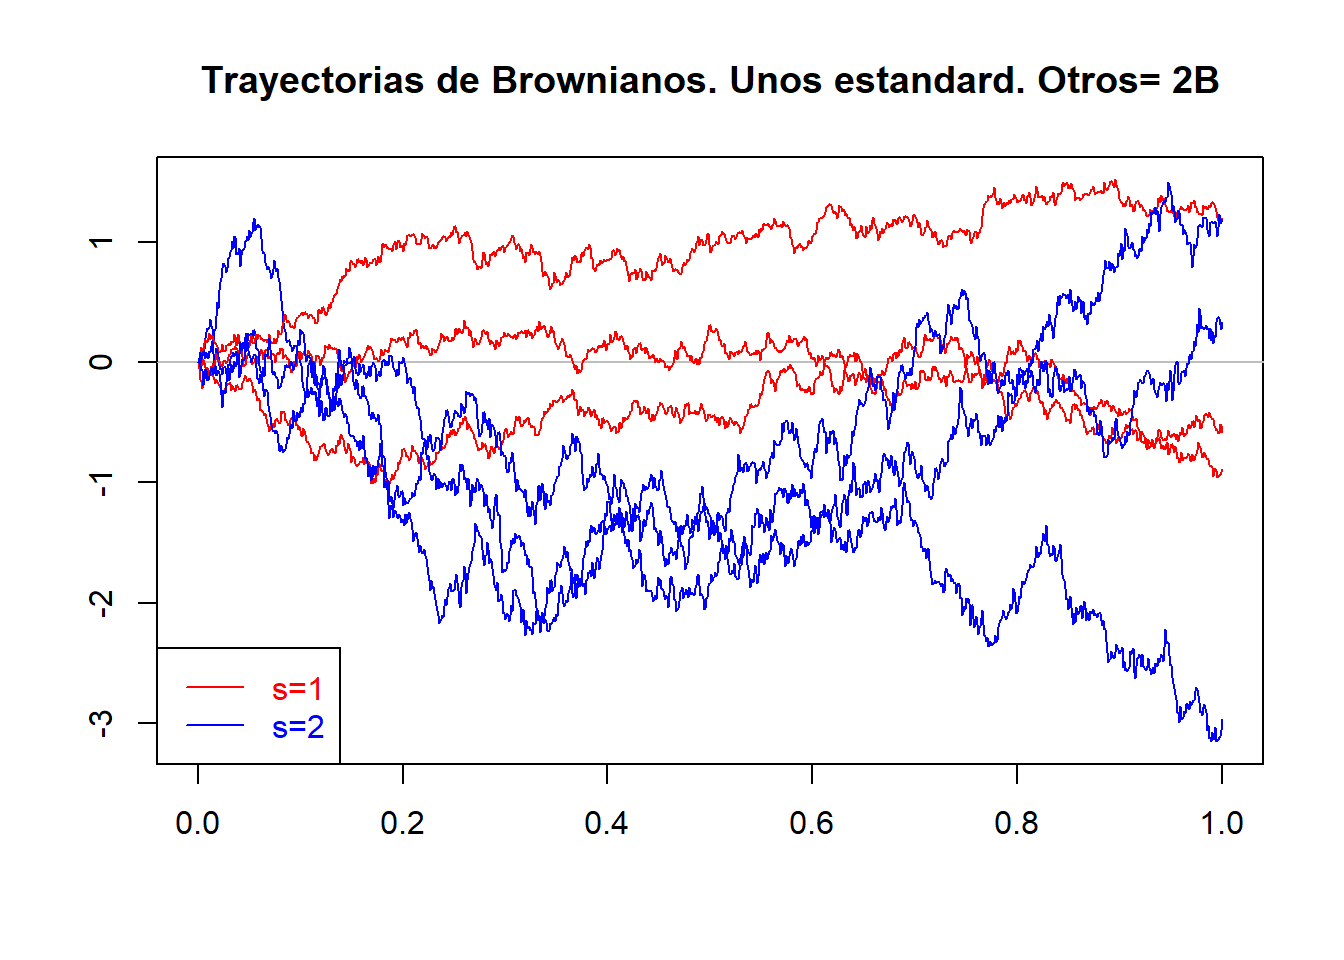 Trayectorias de Brownianos. Unos estandard. Otros= 2B
1
0
-1
-2
-3
s=1
s=2
0.0 0.2 0.4 0.6 0.8 1.0